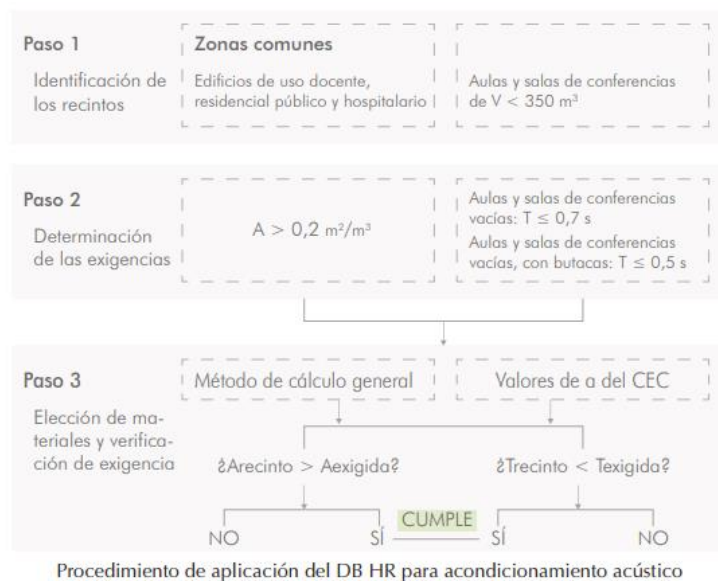 Paso 1
Identificación de
los recintos
Zonas comunes
Edificios de uso docente,
residencial público y hospitalario
Aulas y salas de conferencias
de V < 350 m³
Paso 2
Determinación
de las exigencias
A > 0,2 m²/m³
Aulas y salas de conferencias
vacías: T ≤ 0,7 s
Aulas y salas de conferencias
vacías, con butacas: T ≤ 0,5 s
Paso 3
Elección de ma-
teriales y verifica-
ción de exigencia
Método de cálculo general
Valores de a del CEC
¿Arecinto > Aexigida?
¿Trecinto < Texigida?
NO
SÍ
CUMPLE
SÍ
NO
Procedimiento de aplicación del DB HR para acondicionamiento acústico